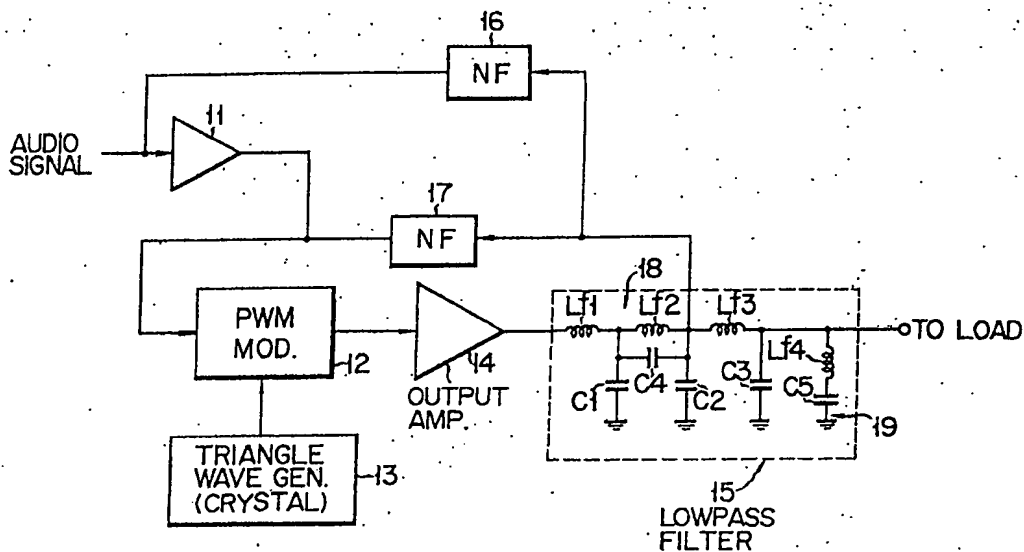 16
NF
11
AUDIO
SIGNAL
17
NF
18
Lf1
Lf2
Lf3
PWM
MOD.
12
14
OUTPUT
AMP.
C1
C4
C2
C3
Lf4
C5
19
TO LOAD
TRIANGLE
WAVE GEN.
(CRYSTAL)
13
15
LOWPASS
FILTER